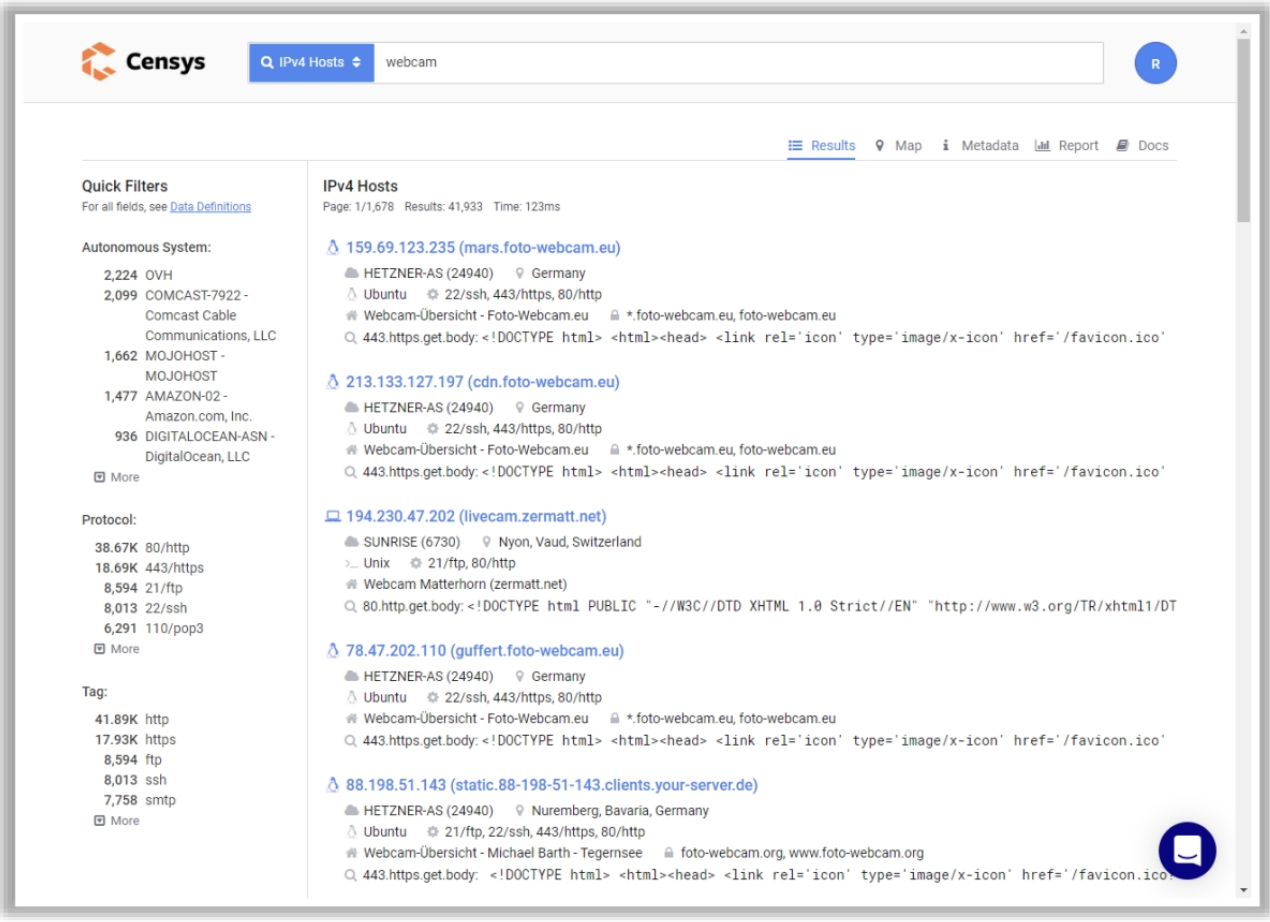 Censys
IPv4 Hosts
webcam
R
Results
Map
Metadata
Report
Docs
Quick Filters
For all fields, see Data Definitions
Autonomous System:
2,224 OVH
2,099 COMCAST-7922 -
Comcast Cable
Communications, LLC
1,662 MOJOHOST -
MOJOHOST
1,477 AMAZON-02 -
Amazon.com, Inc.
936 DIGITALOCEAN-ASN -
DigitalOcean, LLC
More
Protocol:
38.67K 80/http
18.69K 443/https
8,594 21/ftp
8,013 22/ssh
6,291 110/pop3
More
Tag:
41.89K http
17.93K https
8,594 ftp
8,013 ssh
7,758 smtp
More
IPv4 Hosts
Page: 1/1,678 Results: 41,933 Time: 123ms
159.69.123.235 (mars.foto-webcam.eu)
HETZNER-AS (24940) Germany
Ubuntu 22/ssh, 443/https, 80/http
Webcam-Übersicht - Foto-Webcam.eu *.foto-webcam.eu, foto-webcam.eu
443.https.get.body: <!DOCTYPE html> <html><head> <link rel='icon' type='image/x-icon' href='/favicon.ico'
213.133.127.197 (cdn.foto-webcam.eu)
HETZNER-AS (24940) Germany
Ubuntu 22/ssh, 443/https, 80/http
Webcam-Übersicht - Foto-Webcam.eu *.foto-webcam.eu, foto-webcam.eu
443.https.get.body: <!DOCTYPE html> <html><head> <link rel='icon' type='image/x-icon' href='/favicon.ico'
194.230.47.202 (livecam.zermatt.net)
SUNRISE (6730) Nyon, Vaud, Switzerland
Unix 21/ftp, 80/http
Webcam Matterhorn (zermatt.net)
80.http.get.body: <!DOCTYPE html PUBLIC "-//W3C//DTD XHTML 1.0 Strict//EN" "http://www.w3.org/TR/xhtml1/DT
78.47.202.110 (guffert.foto-webcam.eu)
HETZNER-AS (24940) Germany
Ubuntu 22/ssh, 443/https, 80/http
Webcam-Übersicht - Foto-Webcam.eu *.foto-webcam.eu, foto-webcam.eu
443.https.get.body: <!DOCTYPE html> <html><head> <link rel='icon' type='image/x-icon' href='/favicon.ico'
88.198.51.143 (static.88-198-51-143.clients.your-server.de)
HETZNER-AS (24940) Nuremberg, Bavaria, Germany
Ubuntu 21/ftp, 22/ssh, 443/https, 80/http
Webcam-Übersicht - Michael Barth - Tegernsee foto-webcam.org, www.foto-webcam.org
443.https.get.body: <!DOCTYPE html> <html><head> <link rel='icon' type='image/x-icon' href='/favicon.ico